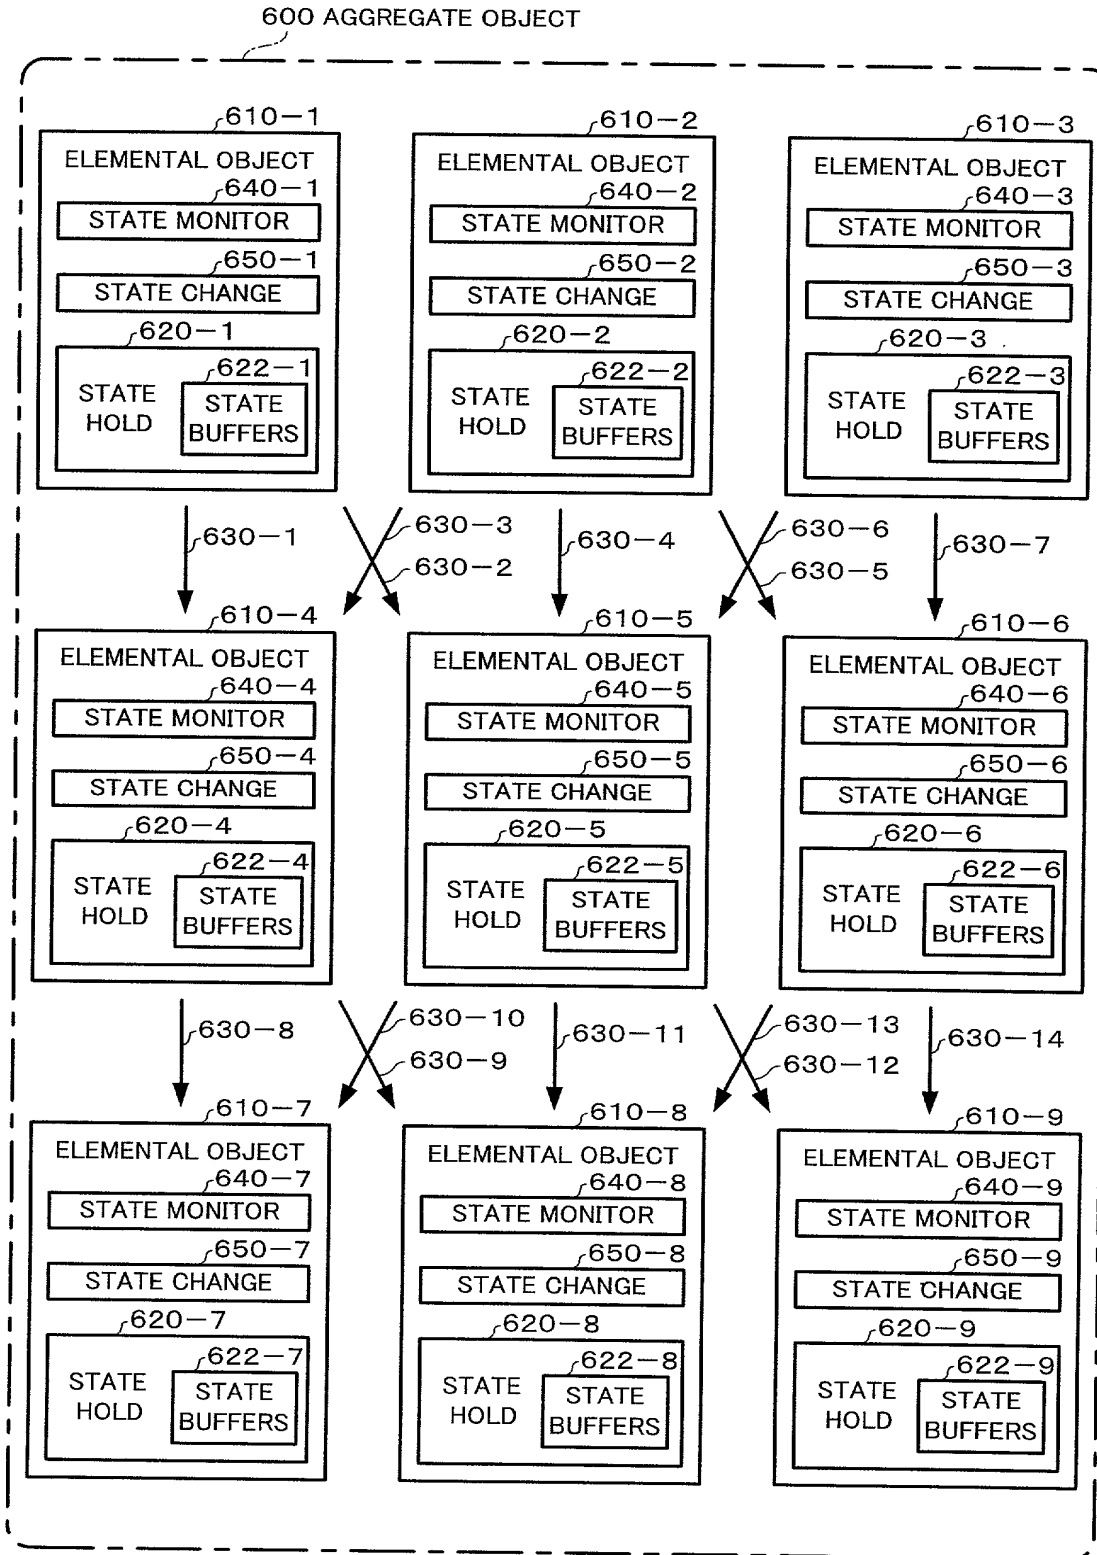 600 AGGREGATE OBJECT
610-1
ELEMENTAL OBJECT
640-1
STATE MONITOR
650-1
STATE CHANGE
620-1
622-1
STATE HOLD
STATE BUFFERS
610-2
ELEMENTAL OBJECT
640-2
STATE MONITOR
650-2
STATE CHANGE
620-2
622-2
STATE HOLD
STATE BUFFERS
610-3
ELEMENTAL OBJECT
640-3
STATE MONITOR
650-3
STATE CHANGE
620-3
622-3
STATE HOLD
STATE BUFFERS
630-1
630-3
630-2
630-4
630-6
630-5
630-7
610-4
ELEMENTAL OBJECT
640-4
STATE MONITOR
650-4
STATE CHANGE
620-4
622-4
STATE HOLD
STATE BUFFERS
610-5
ELEMENTAL OBJECT
640-5
STATE MONITOR
650-5
STATE CHANGE
620-5
622-5
STATE HOLD
STATE BUFFERS
610-6
ELEMENTAL OBJECT
640-6
STATE MONITOR
650-6
STATE CHANGE
620-6
622-6
STATE HOLD
STATE BUFFERS
630-8
630-10
630-9
630-11
630-13
630-12
630-14
610-7
ELEMENTAL OBJECT
640-7
STATE MONITOR
650-7
STATE CHANGE
620-7
622-7
STATE HOLD
STATE BUFFERS
610-8
ELEMENTAL OBJECT
640-8
STATE MONITOR
650-8
STATE CHANGE
620-8
622-8
STATE HOLD
STATE BUFFERS
610-9
ELEMENTAL OBJECT
640-9
STATE MONITOR
650-9
STATE CHANGE
620-9
622-9
STATE HOLD
STATE BUFFERS